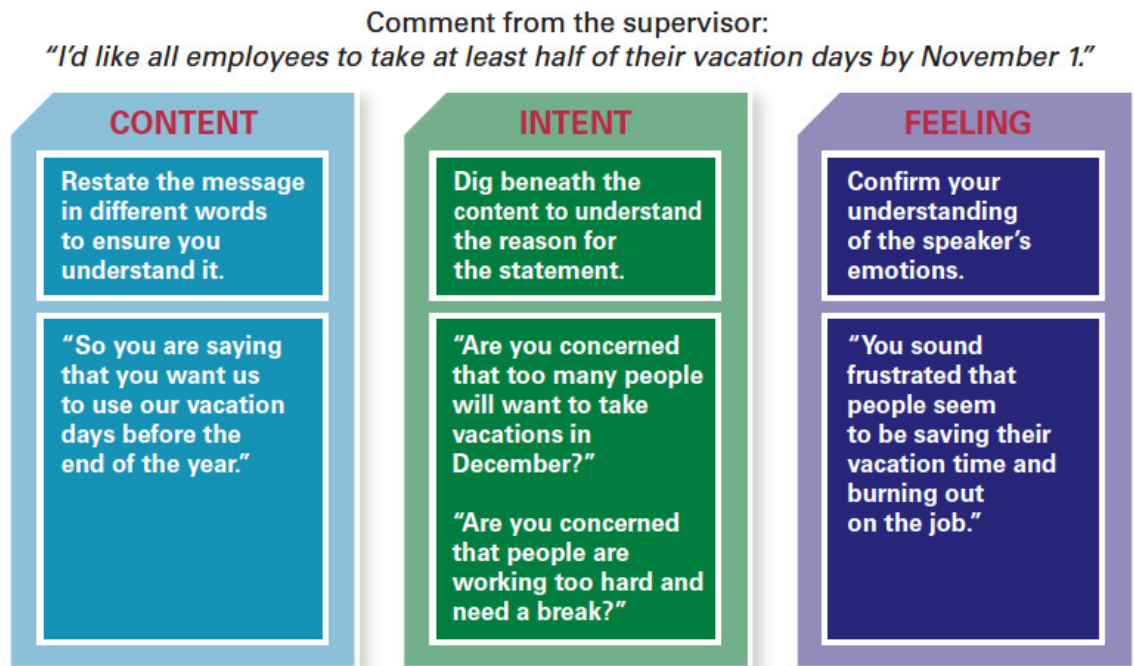 Comment from the supervisor:
“I’d like all employees to take at least half of their vacation days by November 1.”
CONTENT
Restate the message
in different words
to ensure you
understand it.
“So you are saying
that you want us
to use our vacation
days before the
end of the year.”
INTENT
Dig beneath the
content to understand
the reason for
the statement.
“Are you concerned
that too many people
will want to take
vacations in
December?”
“Are you concerned
that people are
working too hard and
need a break?”
FEELING
Confirm your
understanding
of the speaker’s
emotions.
“You sound
frustrated that
people seem
to be saving their
vacation time and
burning out
on the job.”